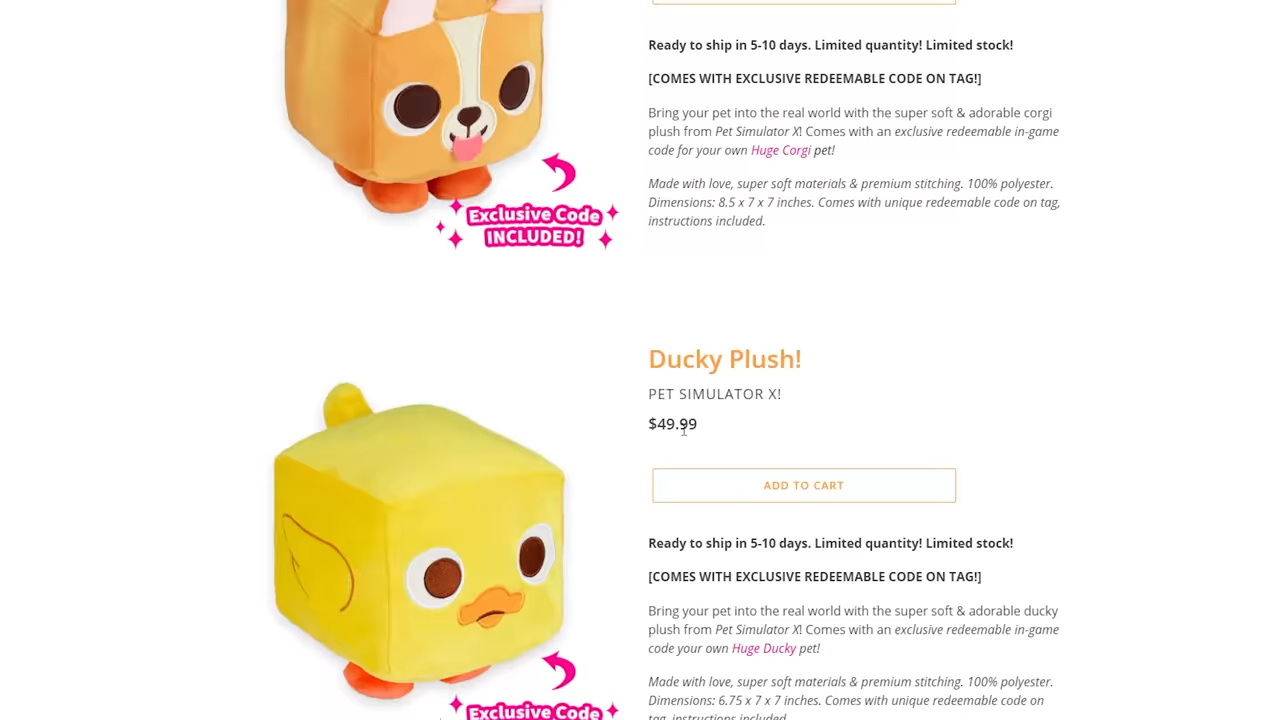 Ready to ship in 5-10 days. Limited quantity! Limited stock!
[COMES WITH EXCLUSIVE REDEEMABLE CODE ON TAG!]
Bring your pet into the real world with the super soft & adorable corgi
plush from Pet Simulator X! Comes with an exclusive redeemable in-game
code for your own Huge Corgi pet!
Made with love, super soft materials & premium stitching. 100% polyester.
Dimensions: 8.5 x 7 x 7 inches. Comes with unique redeemable code on tag,
instructions included.
Exclusive Code
INCLUDED!
Ducky Plush!
PET SIMULATOR X!
$49.99
ADD TO CART
Ready to ship in 5-10 days. Limited quantity! Limited stock!
[COMES WITH EXCLUSIVE REDEEMABLE CODE ON TAG!]
Bring your pet into the real world with the super soft & adorable ducky
plush from Pet Simulator X! Comes with an exclusive redeemable in-game
code your own Huge Ducky pet!
Made with love, super soft materials & premium stitching. 100% polyester.
Dimensions: 6.75 x 7 x 7 inches. Comes with unique redeemable code on
tag, instructions included.
Exclusive Code